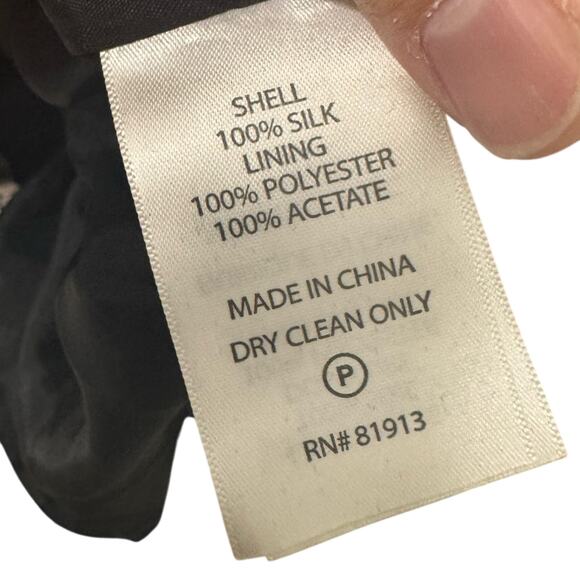 SHELL
100% SILK
LINING
100% POLYESTER
100% ACETATE
MADE IN CHINA
DRY CLEAN ONLY
P
RN# 81913